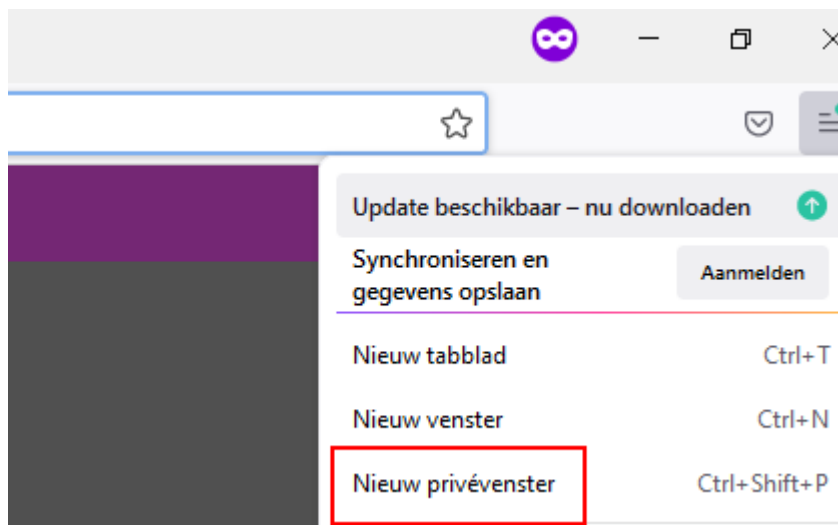 Update beschikbaar – nu downloaden
Synchroniseren en
gegevens opslaan
Aanmelden
Nieuw tabblad Ctrl+T
Nieuw venster Ctrl+N
Nieuw privévenster Ctrl+Shift+P